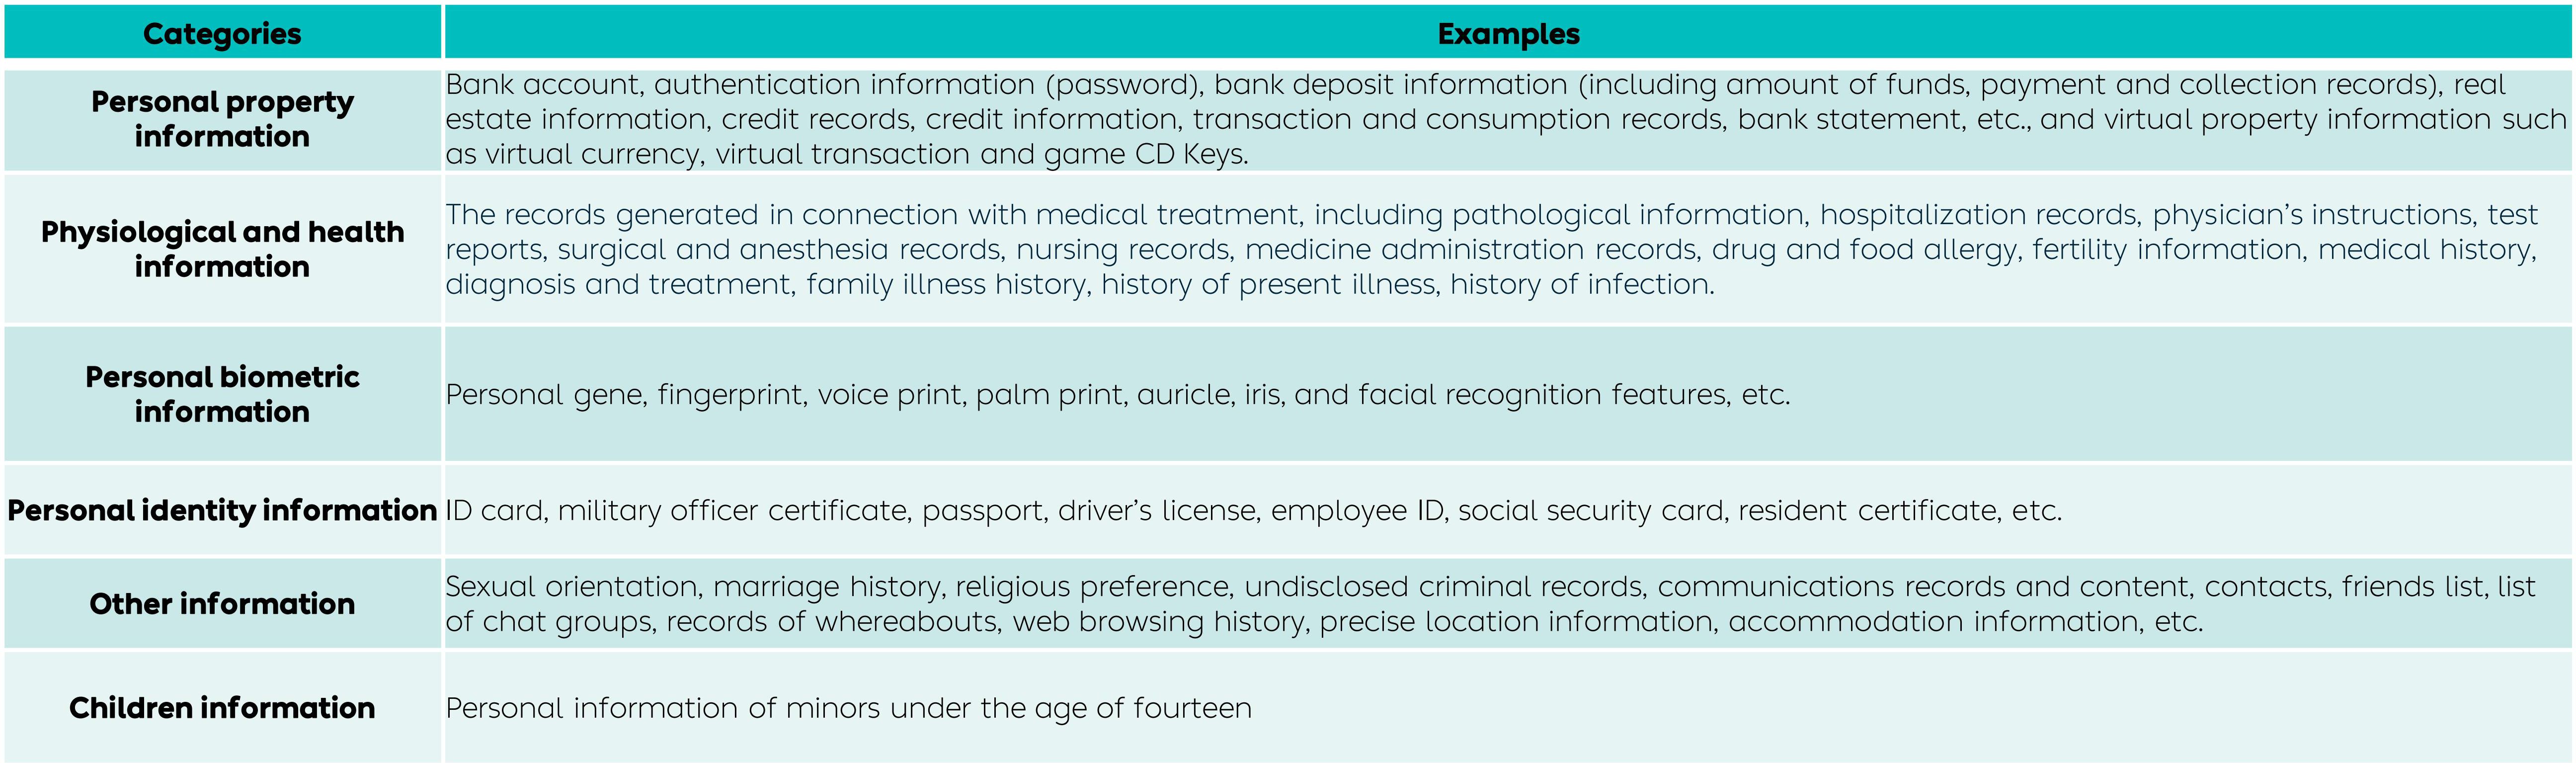 Categories
Examples
Personal property
information
Bank account, authentication information (password), bank deposit information (including amount of funds, payment and collection records), real
estate information, credit records, credit information, transaction and consumption records, bank statement, etc., and virtual property information such
as virtual currency, virtual transaction and game CD Keys.
Physiological and health
information
The records generated in connection with medical treatment, including pathological information, hospitalization records, physician’s instructions, test
reports, surgical and anesthesia records, nursing records, medicine administration records, drug and food allergy, fertility information, medical history,
diagnosis and treatment, family illness history, history of present illness, history of infection.
Personal biometric
information
Personal gene, fingerprint, voice print, palm print, auricle, iris, and facial recognition features, etc.
Personal identity information
ID card, military officer certificate, passport, driver’s license, employee ID, social security card, resident certificate, etc.
Other information
Sexual orientation, marriage history, religious preference, undisclosed criminal records, communications records and content, contacts, friends list, list
of chat groups, records of whereabouts, web browsing history, precise location information, accommodation information, etc.
Children information
Personal information of minors under the age of fourteen